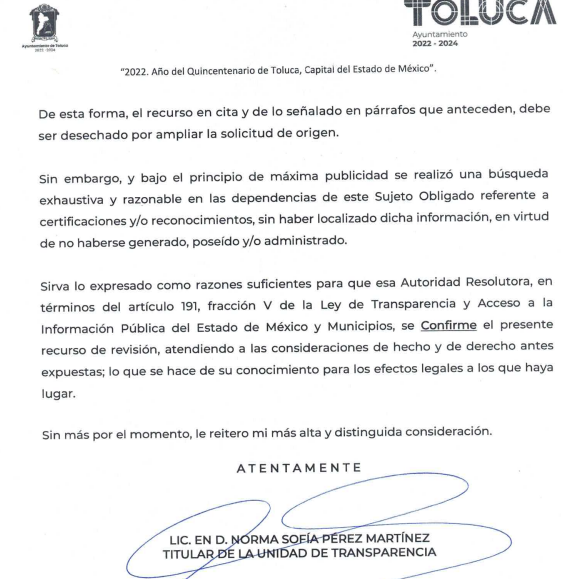 TOLUCA
Ayuntamiento de Toluca
Ayuntamiento
2022 - 2024
"2022. Año del Quincentenario de Toluca, Capital del Estado de México".
De esta forma, el recurso en cita y de lo señalado en párrafos que anteceden, debe
ser desechado por ampliar la solicitud de origen.
Sin embargo, y bajo el principio de máxima publicidad se realizó una búsqueda
exhaustiva y razonable en las dependencias de este Sujeto Obligado referente a
certificaciones y/o reconocimientos, sin haber localizado dicha información, en virtud
de no haberse generado, poseído y/o administrado.
Sirva lo expresado como razones suficientes para que esa Autoridad Resolutora, en
términos del artículo 191, fracción V de la Ley de Transparencia y Acceso a la
Información Pública del Estado de México y Municipios, se Confirme el presente
recurso de revisión, atendiendo a las consideraciones de hecho y de derecho antes
expuestas; lo que se hace de su conocimiento para los efectos legales a los que haya
lugar.
Sin más por el momento, le reitero mi más alta y distinguida consideración.
ATENTAMENTE
LIC. EN D. NORMA SOFÍA PÉREZ MARTÍNEZ
TITULAR DE LA UNIDAD DE TRANSPARENCIA